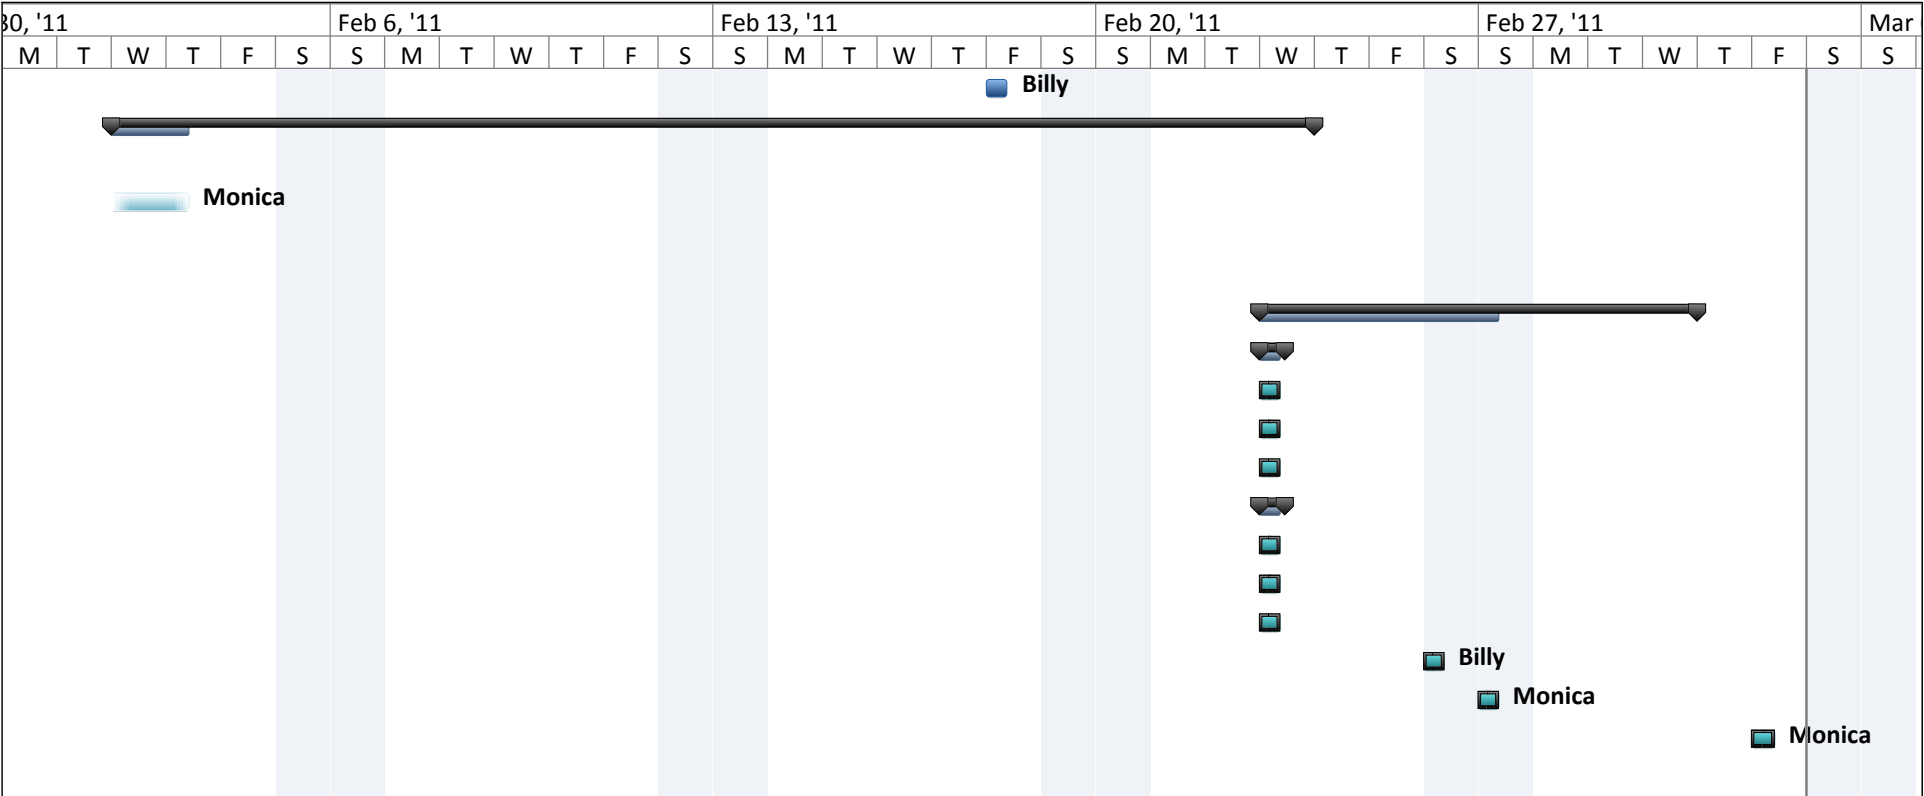 30, '11 Feb 6, '11 Feb 13, '11 Feb 20, '11 Feb 27, '11 Mar
M T W T F S S M T W T F S S M T W T F S S M T W T F S S M T W T F S S
Billy
Monica
Billy
Monica
Monica